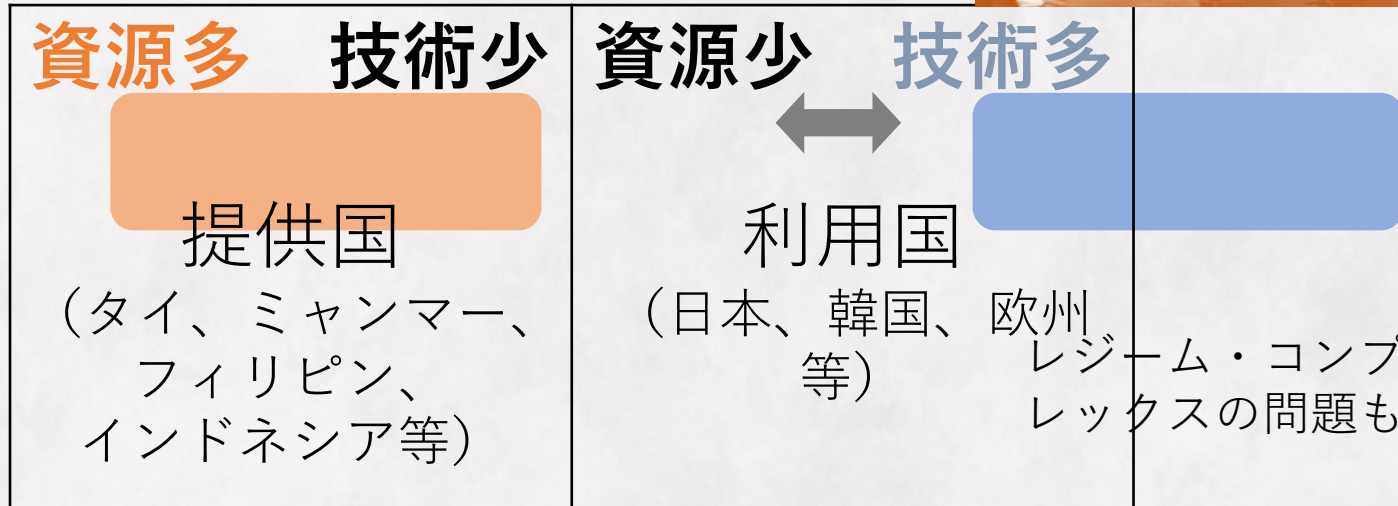 資源多 技術少
提供国
（タイ、ミャンマー、
フィリピン、
インドネシア等）
資源少 技術多
利用国
（日本、韓国、欧州
等）
レジーム・コンプ
レックスの問題も